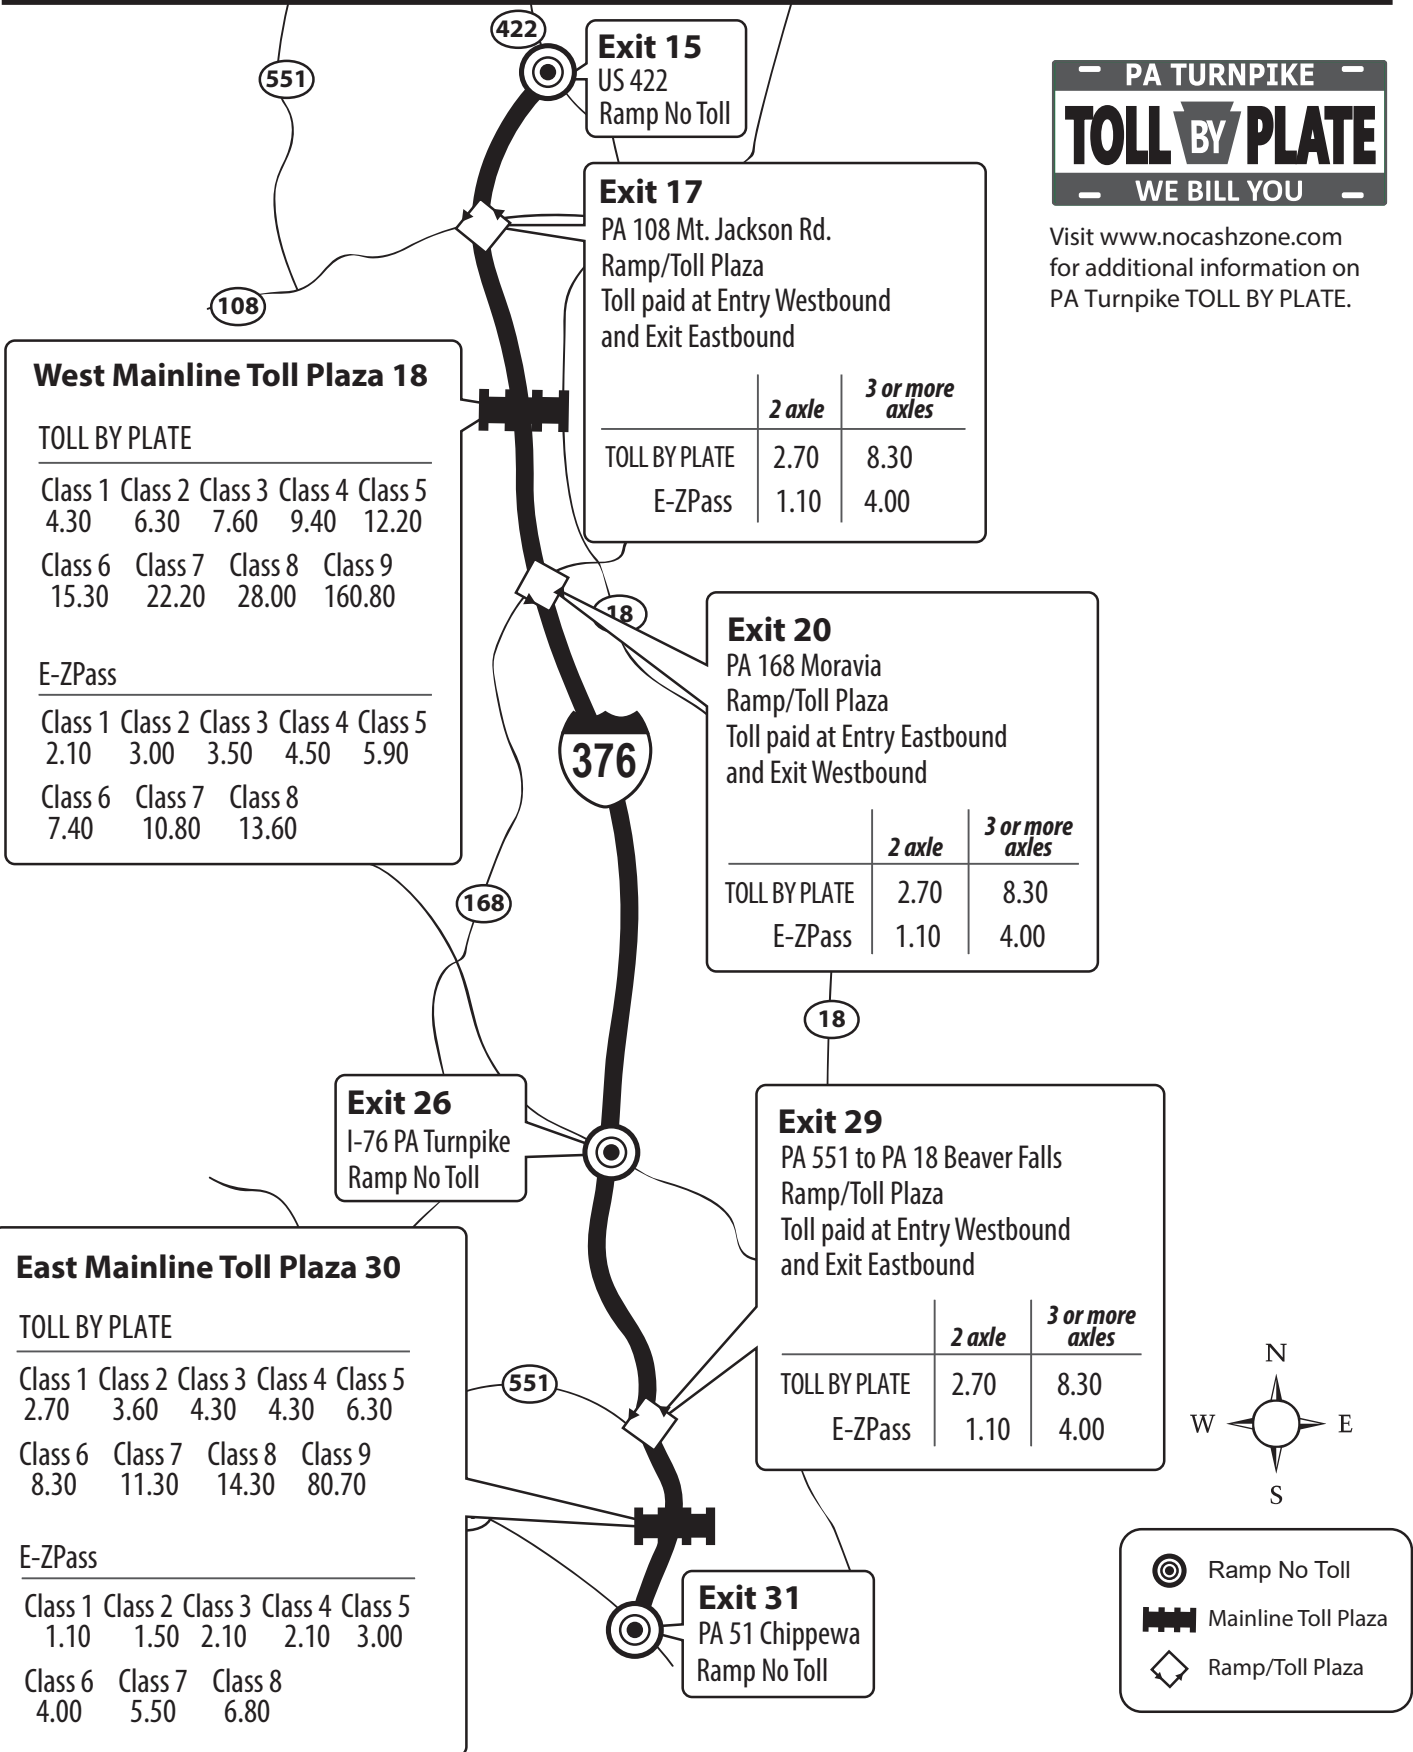 422
551
Exit 15
US 422
Ramp No Toll
PA TURNPIKE
TOLL BY PLATE
WE BILL YOU
Visit www.nocashzone.com
for additional information on
PA Turnpike TOLL BY PLATE.
Exit 17
PA 108 Mt. Jackson Rd.
Ramp/Toll Plaza
Toll paid at Entry Westbound
and Exit Eastbound
2 axle 3 or more axles
TOLL BY PLATE 2.70 8.30
E-ZPass 1.10 4.00
108
West Mainline Toll Plaza 18
TOLL BY PLATE
Class 1 Class 2 Class 3 Class 4 Class 5
4.30 6.30 7.60 9.40 12.20
Class 6 Class 7 Class 8 Class 9
15.30 22.20 28.00 160.80
E-ZPass
Class 1 Class 2 Class 3 Class 4 Class 5
2.10 3.00 3.50 4.50 5.90
Class 6 Class 7 Class 8
7.40 10.80 13.60
18
Exit 20
PA 168 Moravia
Ramp/Toll Plaza
Toll paid at Entry Eastbound
and Exit Westbound
2 axle 3 or more axles
TOLL BY PLATE 2.70 8.30
E-ZPass 1.10 4.00
376
168
18
Exit 26
I-76 PA Turnpike
Ramp No Toll
Exit 29
PA 551 to PA 18 Beaver Falls
Ramp/Toll Plaza
Toll paid at Entry Westbound
and Exit Eastbound
2 axle 3 or more axles
TOLL BY PLATE 2.70 8.30
E-ZPass 1.10 4.00
East Mainline Toll Plaza 30
TOLL BY PLATE
Class 1 Class 2 Class 3 Class 4 Class 5
2.70 3.60 4.30 4.30 6.30
Class 6 Class 7 Class 8 Class 9
8.30 11.30 14.30 80.70
E-ZPass
Class 1 Class 2 Class 3 Class 4 Class 5
1.10 1.50 2.10 2.10 3.00
Class 6 Class 7 Class 8
4.00 5.50 6.80
551
Exit 31
PA 51 Chippewa
Ramp No Toll
N
W E
S
Ramp No Toll
Mainline Toll Plaza
Ramp/Toll Plaza